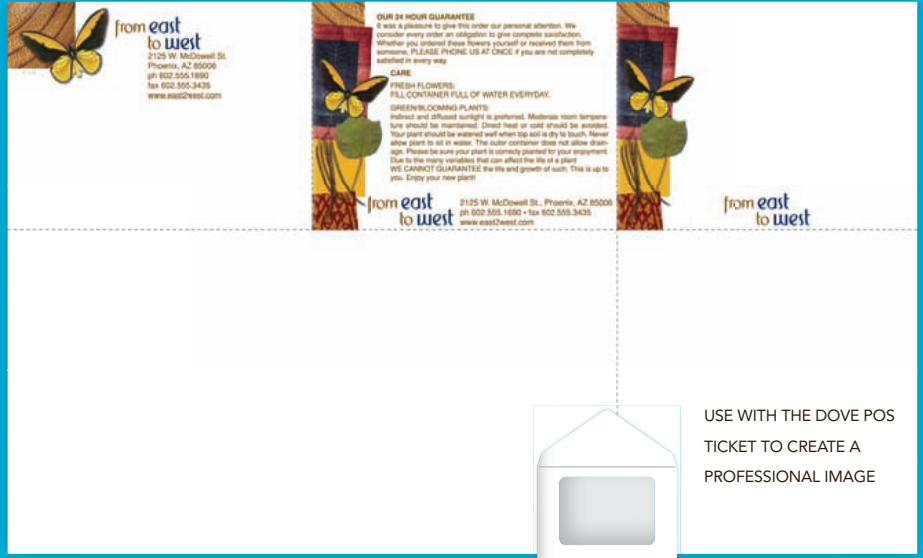 from east
to west
2125 W. McDowell St.
Phoenix, AZ 85006
ph 602.555.1690
fax 602.555.3435
www.east2west.com
OUR 24 HOUR GUARANTEE
It was a pleasure to give this order our personal attention. We
consider every order an obligation to give complete satisfaction.
Whether you ordered these flowers yourself or received them from
someone, PLEASE PHONE US AT ONCE if you are not completely
satisfied in every way.
CARE
FRESH FLOWERS:
FILL CONTAINER FULL OF WATER EVERYDAY.
GREEN/BLOOMING PLANTS:
Indirect and diffused sunlight is preferred. Moderate room tempera-
ture should be maintained. Direct heat or cold should be avoided.
Your plant should be watered well when top soil is dry to touch. Never
allow plant to sit in water. The outer container does not allow drain-
age. Please be sure your plant is correctly planted for your enjoyment.
Due to the many variables that can affect the life of a plant
WE CANNOT GUARANTEE the life and growth of such. This is up to
you. Enjoy your new plant!
from east
to west
2125 W. McDowell St., Phoenix, AZ 85006
ph 602.555.1690 • fax 602.555.3435
www.east2west.com
from east
to west
USE WITH THE DOVE POS
TICKET TO CREATE A
PROFESSIONAL IMAGE